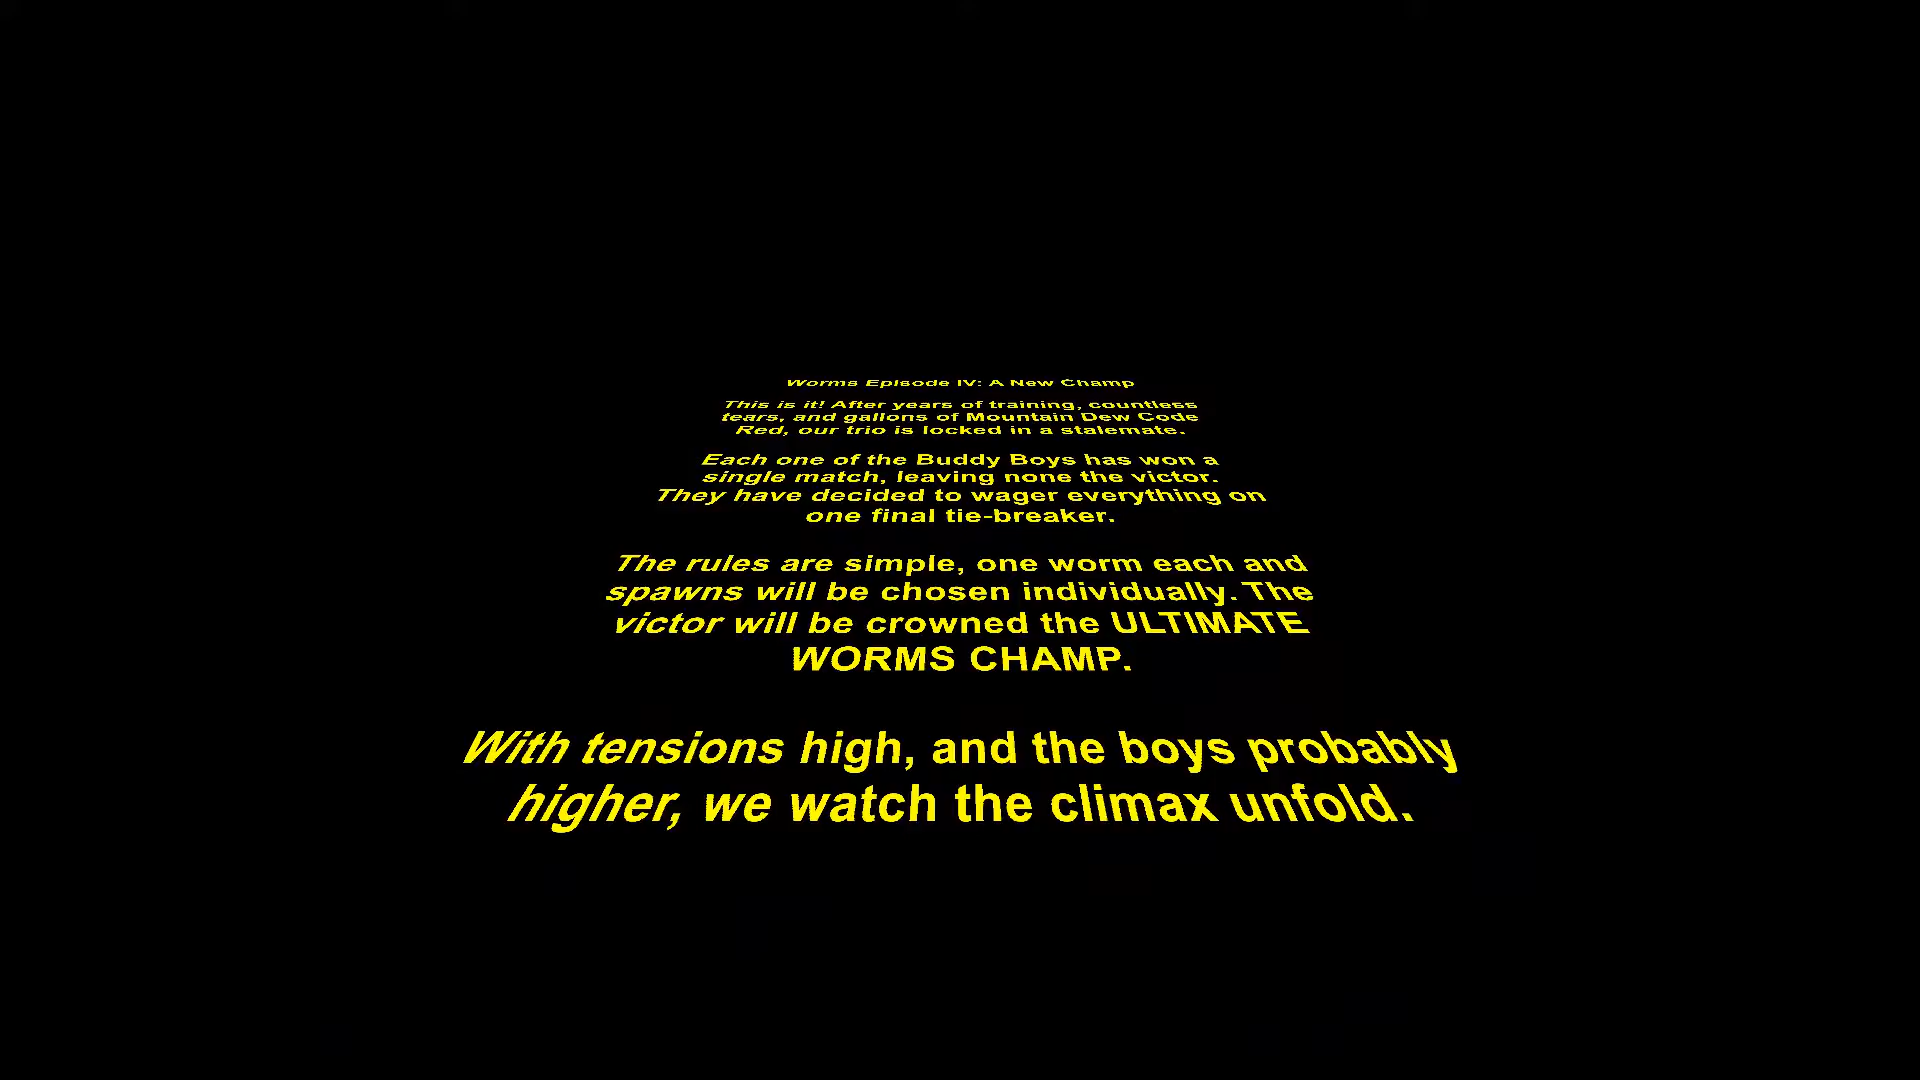 Worms Episode IV: A New Champ
This is it! After years of training, countless
tears, and gallons of Mountain Dew Code
Red, our trio is locked in a stalemate.
Each one of the Buddy Boys has won a
single match, leaving none the victor.
They have decided to wager everything on
one final tie-breaker.
The rules are simple, one worm each and
spawns will be chosen individually. The
victor will be crowned the ULTIMATE
WORMS CHAMP.
With tensions high, and the boys probably
higher, we watch the climax unfold.